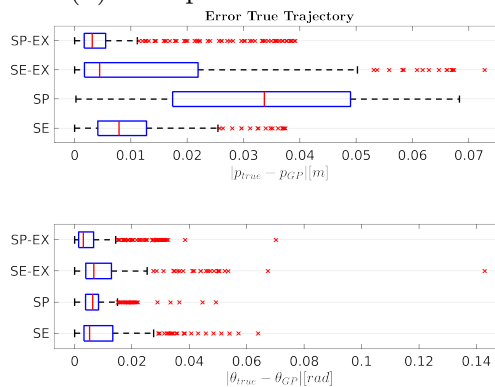 Error True Trajectory
SP-EX
SE-EX
SP
SE
0 0.01 0.02 0.03 0.04 0.05 0.06 0.07
|p_true − p_GP|[m]
SP-EX
SE-EX
SP
SE
0 0.02 0.04 0.06 0.08 0.1 0.12 0.14
|θ_true − θ_GP|[rad]